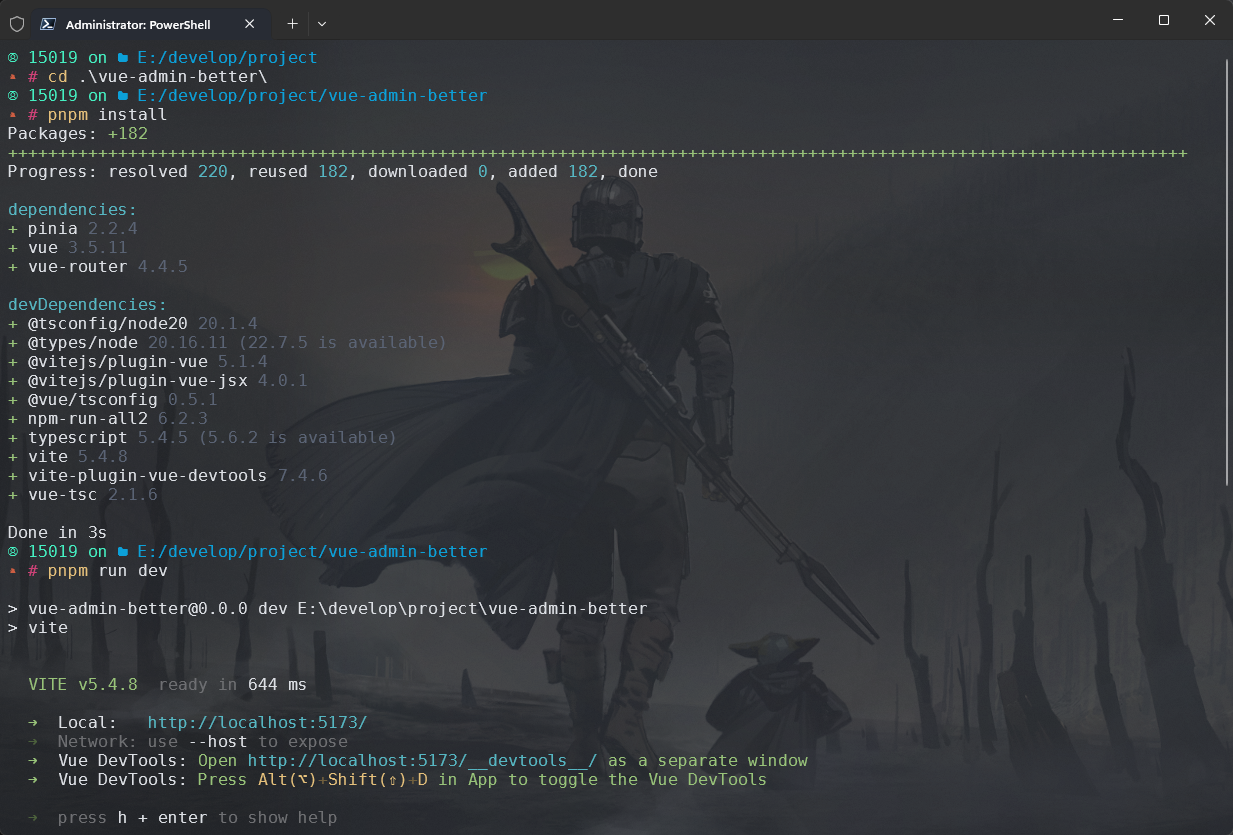 Administrator: PowerShell
15019 on E:/develop/project
# cd .\vue-admin-better\
15019 on E:/develop/project/vue-admin-better
# pnpm install
Packages: +182
++++++++++++++++++++++++++++++++++++++++++++++++++++++++++++++++++++++++++++++++++++++++++++++++++++++++++++++++++++++
Progress: resolved 220, reused 182, downloaded 0, added 182, done
dependencies:
+ pinia 2.2.4
+ vue 3.5.11
+ vue-router 4.4.5
devDependencies:
+ @tsconfig/node20 20.1.4
+ @types/node 20.16.11 (22.7.5 is available)
+ @vitejs/plugin-vue 5.1.4
+ @vitejs/plugin-vue-jsx 4.0.1
+ @vue/tsconfig 0.5.1
+ npm-run-all2 6.2.3
+ typescript 5.4.5 (5.6.2 is available)
+ vite 5.4.8
+ vite-plugin-vue-devtools 7.4.6
+ vue-tsc 2.1.6
Done in 3s
15019 on E:/develop/project/vue-admin-better
# pnpm run dev
> vue-admin-better@0.0.0 dev E:\develop\project\vue-admin-better
> vite
VITE v5.4.8 ready in 644 ms
➜ Local: http://localhost:5173/
➜ Network: use --host to expose
➜ Vue DevTools: Open http://localhost:5173/__devtools__/ as a separate window
➜ Vue DevTools: Press Alt(⌥)+Shift(⇧)+D in App to toggle the Vue DevTools
➜ press h + enter to show help